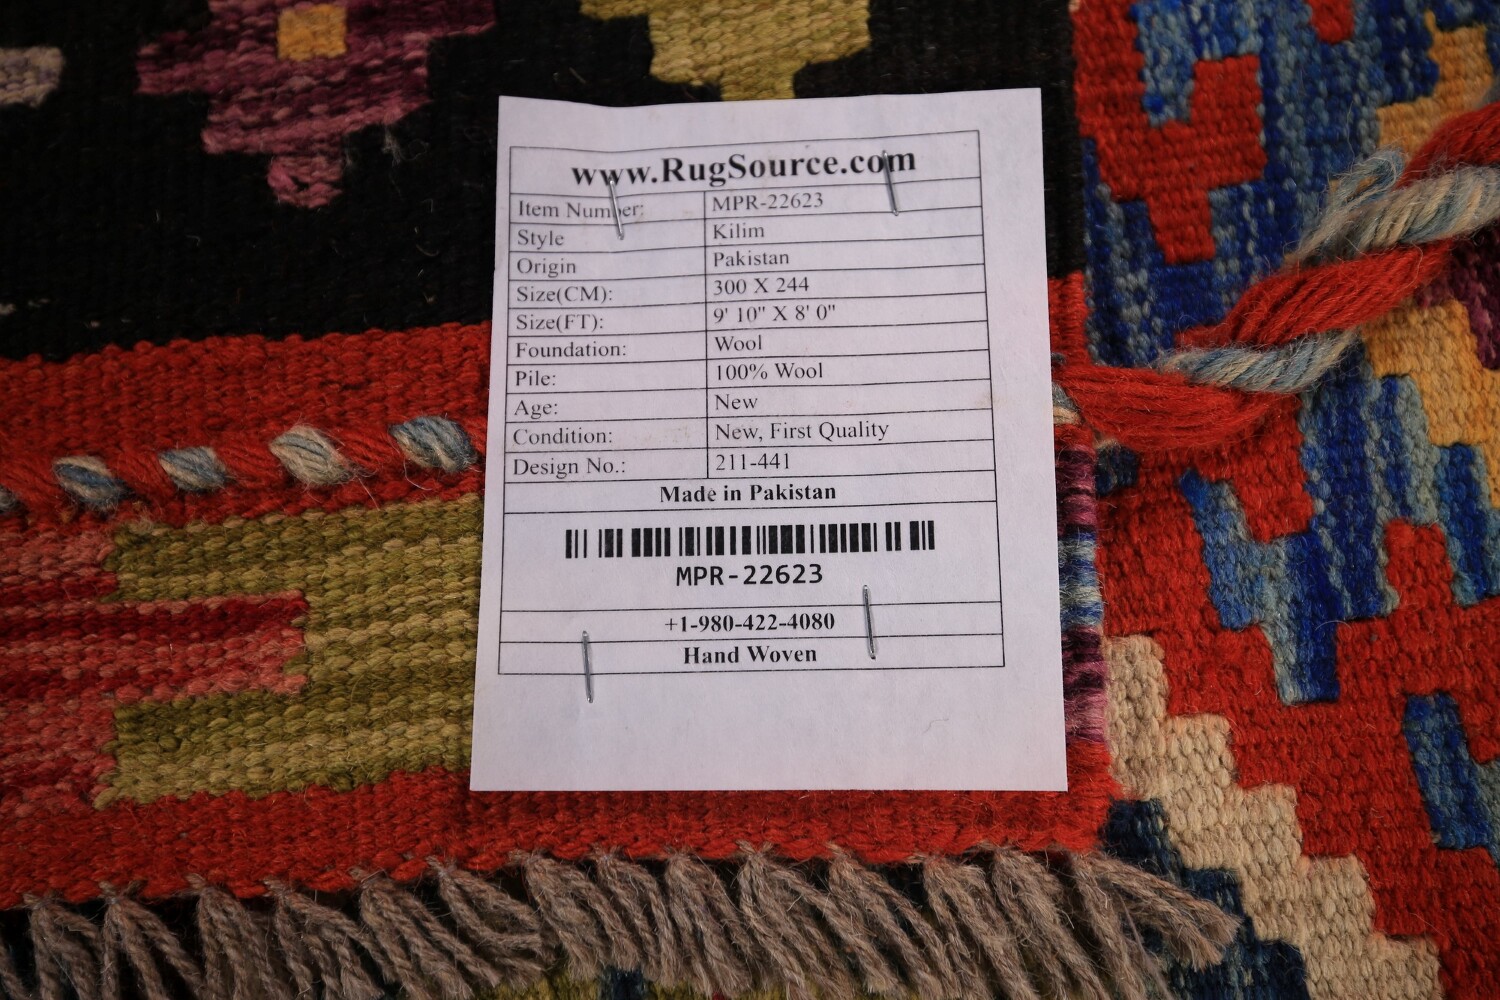 www.RugSource.com
Item Number: MPR-22623
Style Kilim
Origin Pakistan
Size(CM): 300 X 244
Size(FT): 9' 10" X 8' 0"
Foundation: Wool
Pile: 100% Wool
Age: New
Condition: New, First Quality
Design No.: 211-441
Made in Pakistan
MPR-22623
+1-980-422-4080
Hand Woven